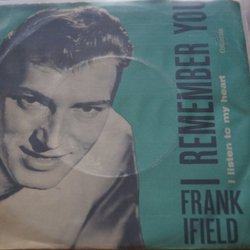 I REMEMBER YOU
I listen to my heart
FRANK
IFIELD